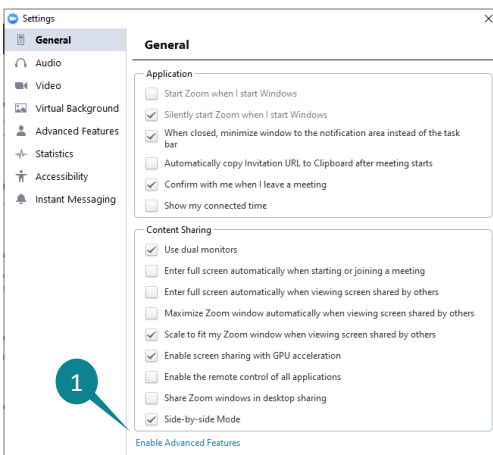 Settings
General
Audio
Video
Virtual Background
Advanced Features
Statistics
Accessibility
Instant Messaging
General
Application
Start Zoom when I start Windows
Silently start Zoom when I start Windows
When closed, minimize window to the notification area instead of the task
bar
Automatically copy Invitation URL to Clipboard after meeting starts
Confirm with me when I leave a meeting
Show my connected time
Content Sharing
Use dual monitors
Enter full screen automatically when starting or joining a meeting
Enter full screen automatically when viewing screen shared by others
Maximize Zoom window automatically when viewing screen shared by others
Scale to fit my Zoom window when viewing screen shared by others
Enable screen sharing with GPU acceleration
Enable the remote control of all applications
Share Zoom windows in desktop sharing
Side-by-side Mode
1
Enable Advanced Features